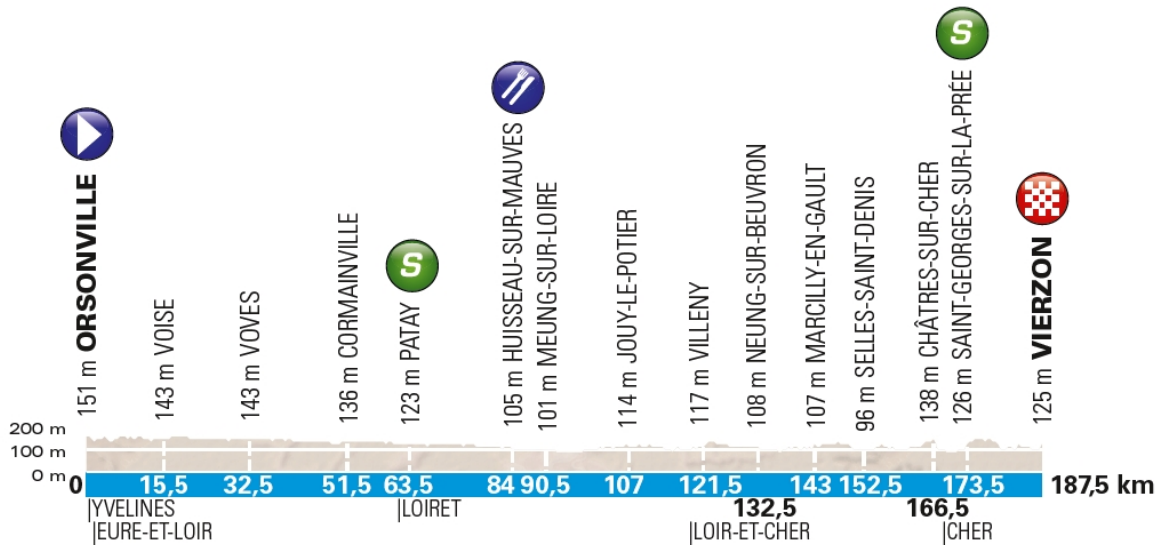 S
151 m ORSONVILLE
143 m VOISE
143 m VOVES
136 m CORMAINVILLE
S
123 m PATAY
105 m HUISSEAU-SUR-MAUVES
101 m MEUNG-SUR-LOIRE
114 m JOUY-LE-POTIER
117 m VILLENY
108 m NEUNG-SUR-BEUVRON
107 m MARCILLY-EN-GAULT
96 m SELLES-SAINT-DENIS
138 m CHÂTRES-SUR-CHER
126 m SAINT-GEORGES-SUR-LA-PRÉE
125 m VIERZON
200 m
100 m
0 m
0 15,5 32,5 51,5 63,5 84 90,5 107 121,5 143 152,5 173,5 187,5 km
132,5 166,5
YVELINES LOIRET
EURE-ET-LOIR LOIR-ET-CHER CHER